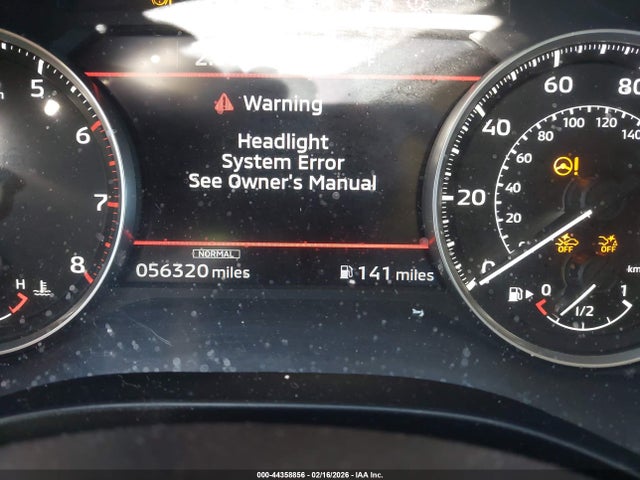 Warning
Headlight
System Error
See Owner's Manual
NORMAL
056320 miles
141 miles
5
6
7
8
H
20
40
60
80
20
40
60
80
100
120
140
0
km
OFF
OFF
0
1/2
1
000-44358856 - 02/16/2026 - IAA Inc.